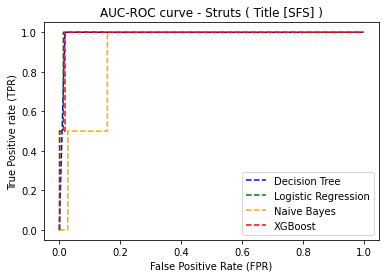 AUC-ROC curve - Struts ( Title [SFS] )
True Positive rate (TPR)
1.0
0.8
0.6
0.4
0.2
0.0
Decision Tree
Logistic Regression
Naive Bayes
XGBoost
0.0 0.2 0.4 0.6 0.8 1.0
False Positive Rate (FPR)